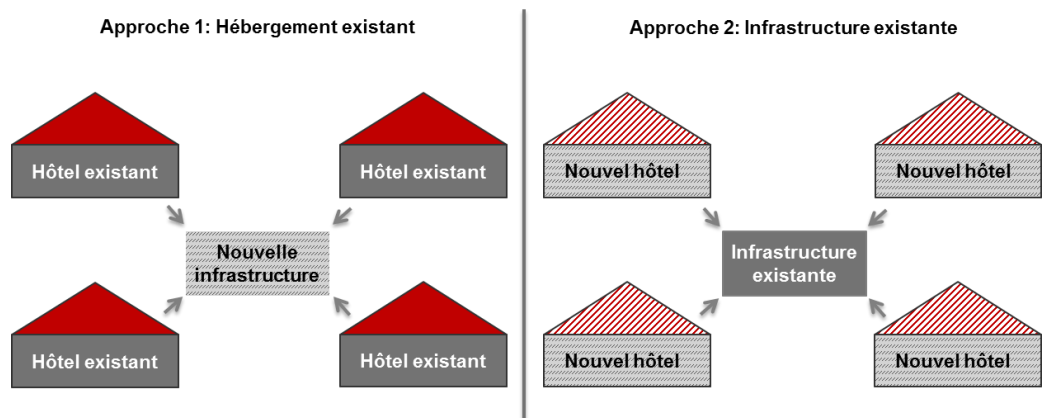 Approche 1: Hébergement existant
Hôtel existant
Hôtel existant
Nouvelle
infrastructure
Hôtel existant
Hôtel existant
Approche 2: Infrastructure existante
Nouvel hôtel
Nouvel hôtel
Infrastructure
existante
Nouvel hôtel
Nouvel hôtel